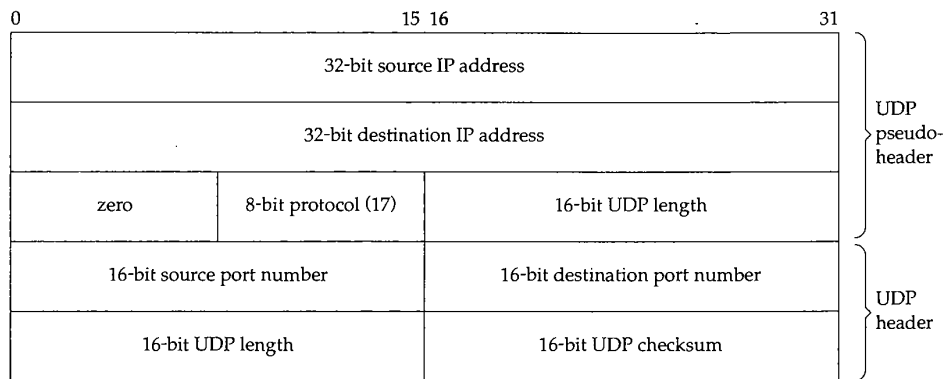 0 15 16 31
32-bit source IP address
32-bit destination IP address
UDP
pseudo-
header
zero 8-bit protocol (17) 16-bit UDP length
16-bit source port number 16-bit destination port number
UDP
header
16-bit UDP length 16-bit UDP checksum